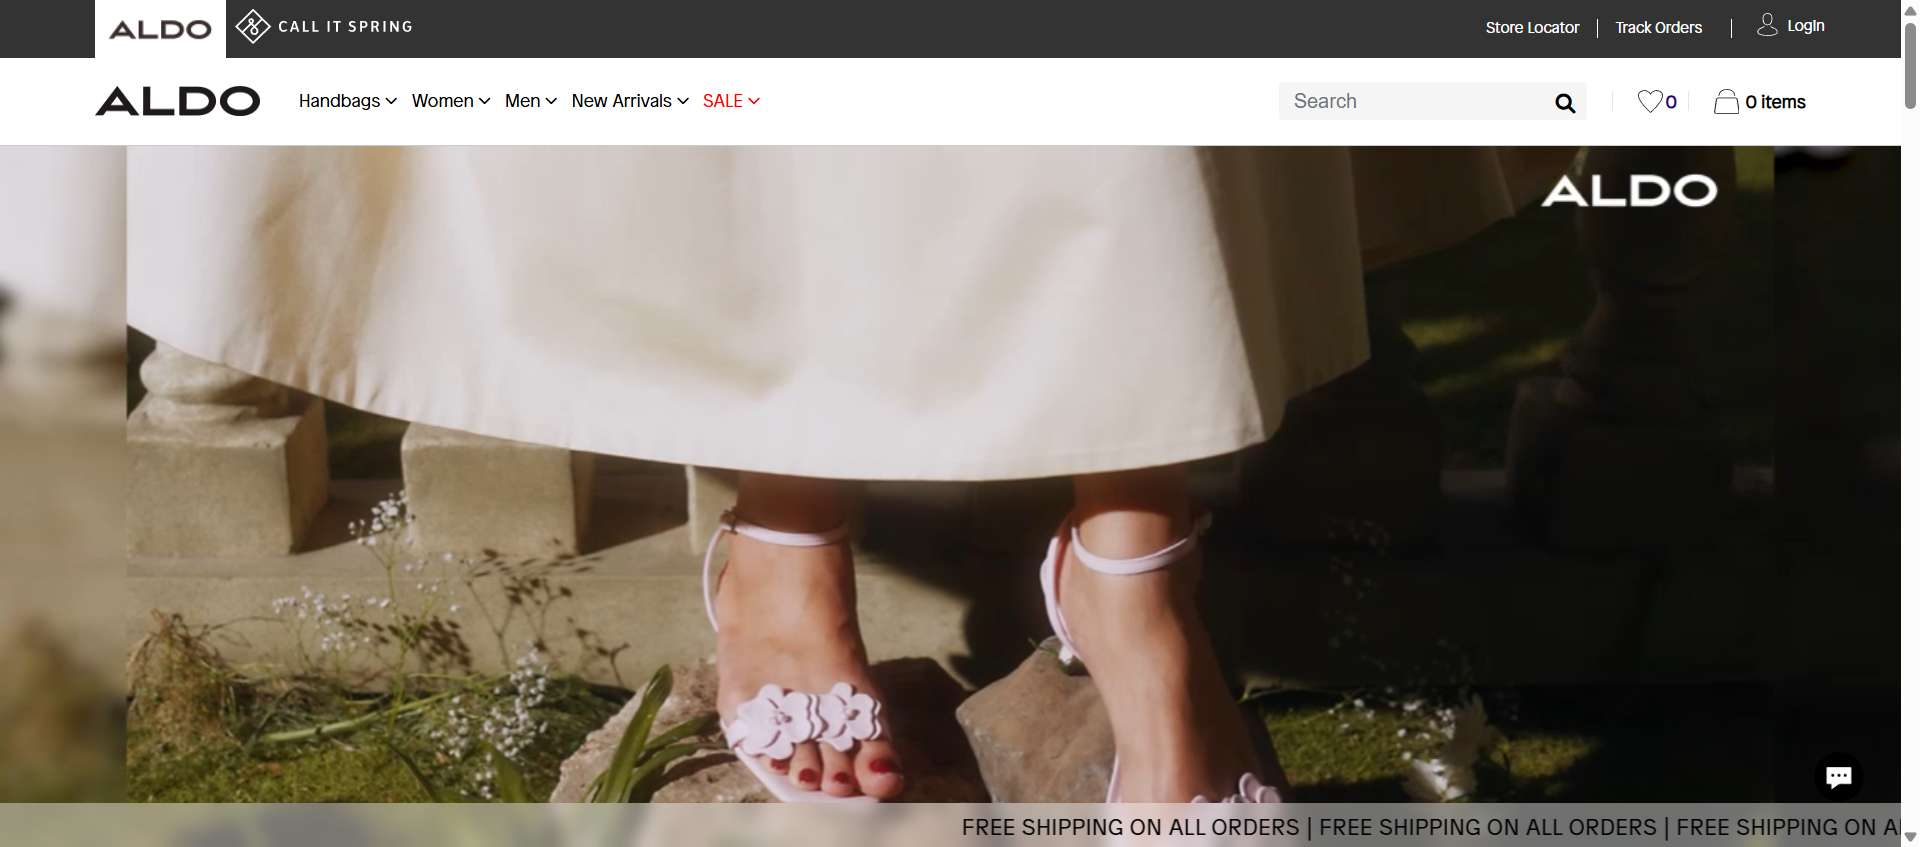 ALDO
CALL IT SPRING
Store Locator
Track Orders
Login
ALDO
Handbags
Women
Men
New Arrivals
SALE
Search
0
0 items
ALDO
FREE SHIPPING ON ALL ORDERS | FREE SHIPPING ON ALL ORDERS | FREE SHIPPING ON A